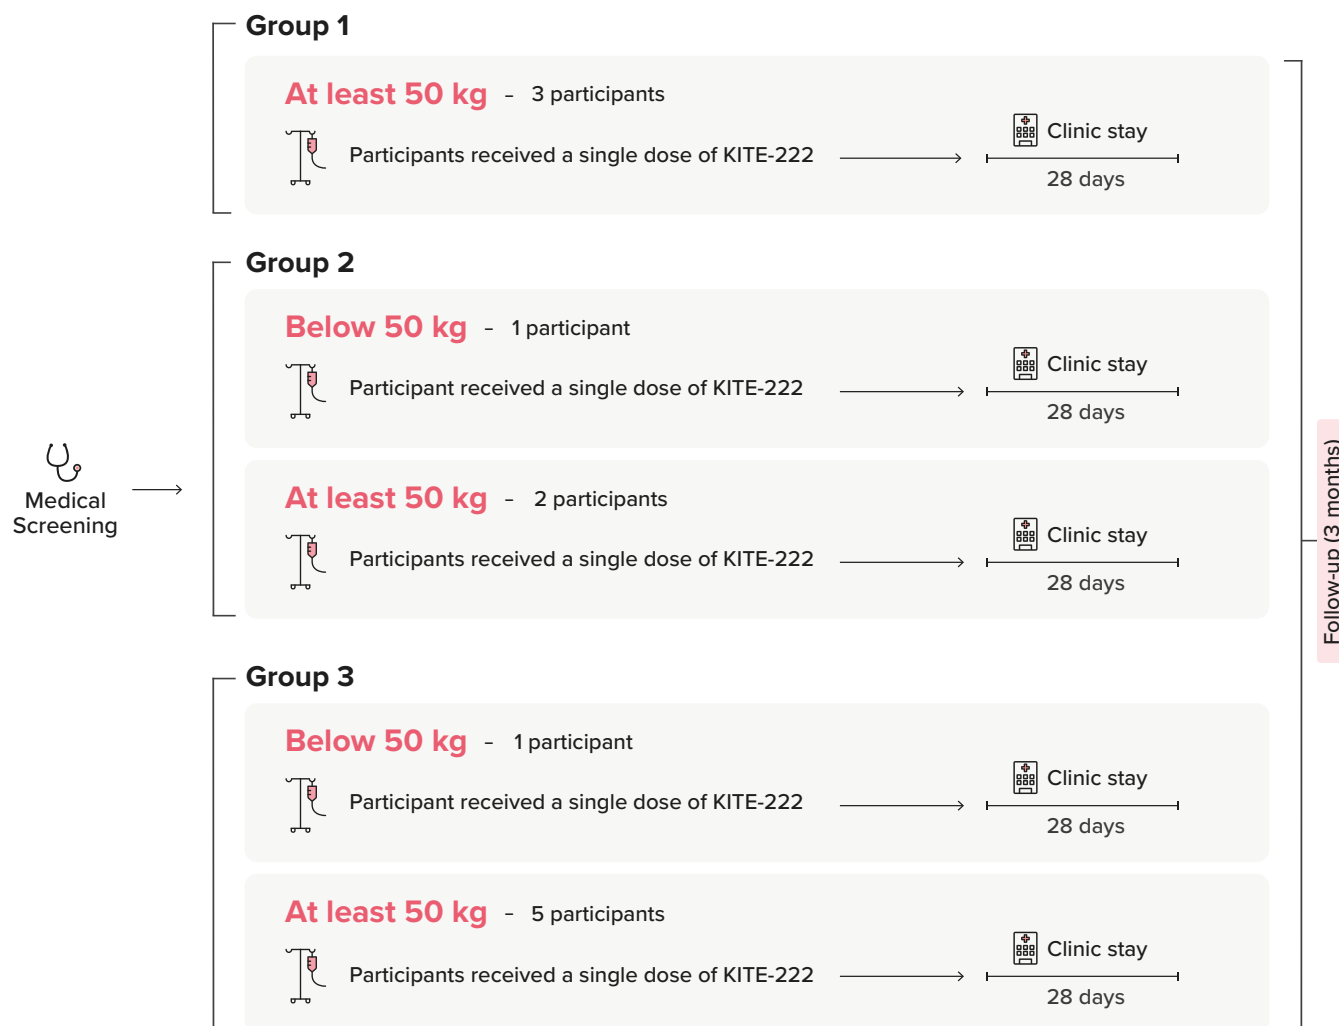 Group 1
At least 50 kg - 3 participants
Participants received a single dose of KITE-222
Clinic stay
28 days
Group 2
Below 50 kg - 1 participant
Participant received a single dose of KITE-222
Clinic stay
28 days
Medical
Screening
At least 50 kg - 2 participants
Participants received a single dose of KITE-222
Clinic stay
28 days
Follow-up (3 months)
Group 3
Below 50 kg - 1 participant
Participant received a single dose of KITE-222
Clinic stay
28 days
At least 50 kg - 5 participants
Participants received a single dose of KITE-222
Clinic stay
28 days